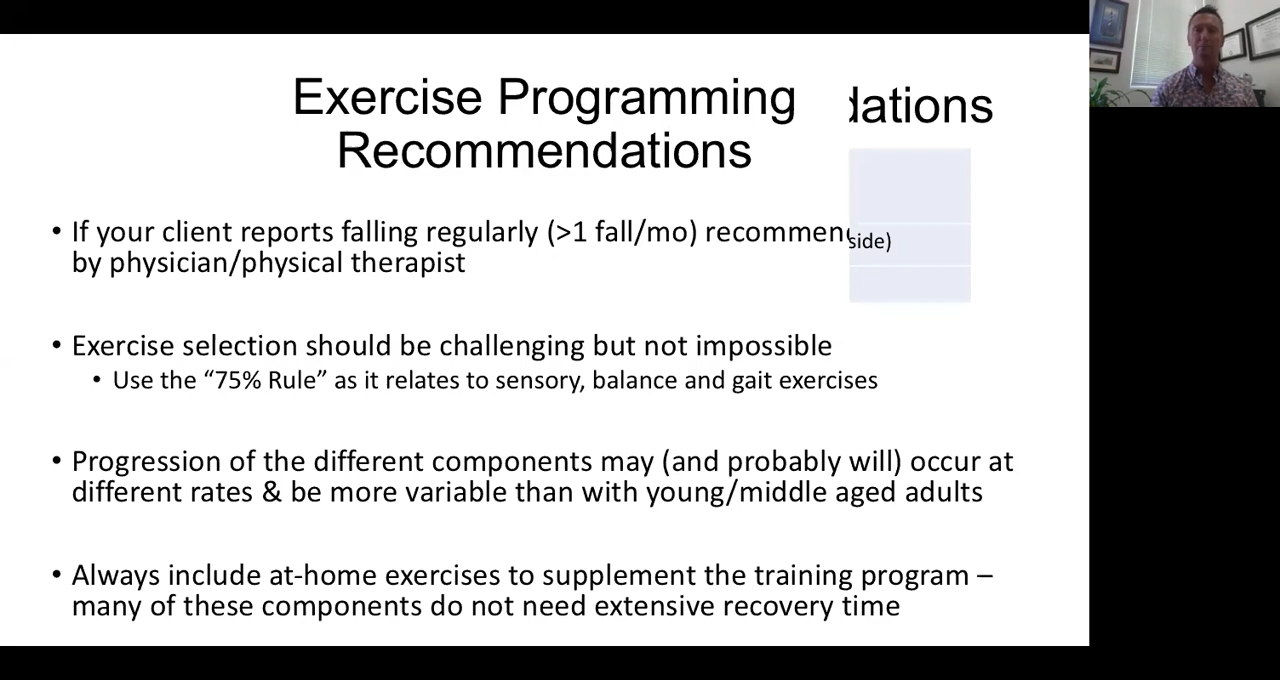 Exercise Programming
Recommendations
dations
• If your client reports falling regularly (>1 fall/mo) recommen
side)
by physician/physical therapist
• Exercise selection should be challenging but not impossible
• Use the “75% Rule” as it relates to sensory, balance and gait exercises
• Progression of the different components may (and probably will) occur at
different rates & be more variable than with young/middle aged adults
• Always include at-home exercises to supplement the training program –
many of these components do not need extensive recovery time